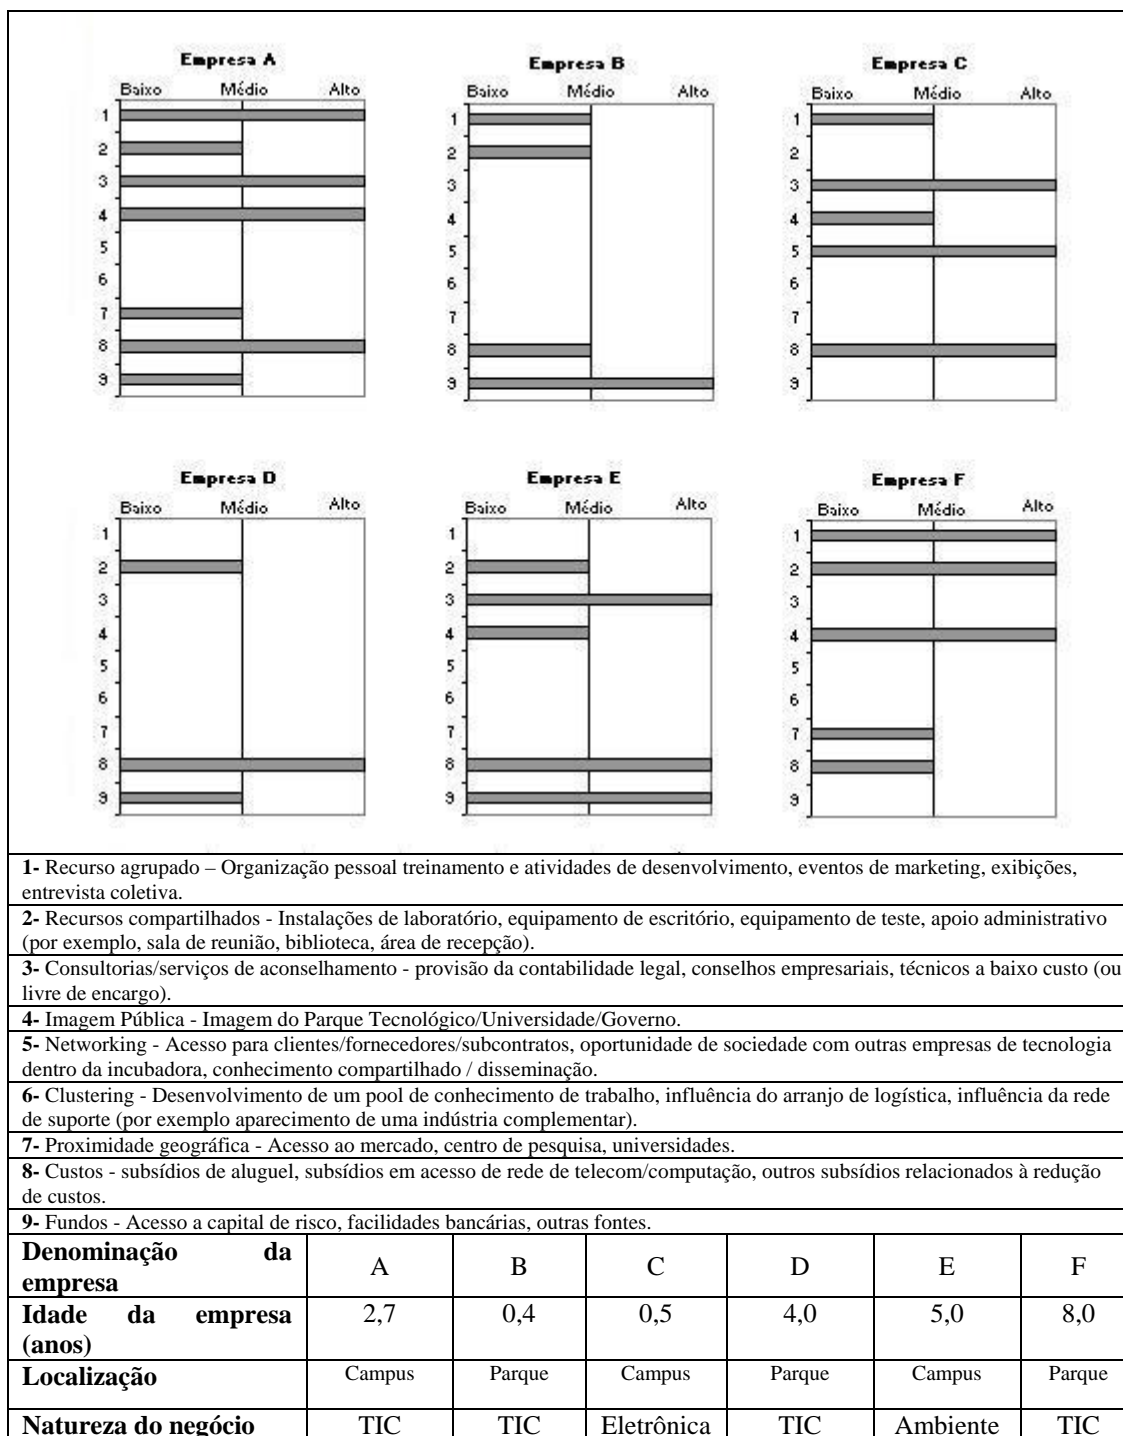 Empresa A
Baixo Médio Alto
1
2
3
4
5
6
7
8
9
Empresa B
Baixo Médio Alto
1
2
3
4
5
6
7
8
9
Empresa C
Baixo Médio Alto
1
2
3
4
5
6
7
8
9
Empresa D
Baixo Médio Alto
1
2
3
4
5
6
7
8
9
Empresa E
Baixo Médio Alto
1
2
3
4
5
6
7
8
9
Empresa F
Baixo Médio Alto
1
2
3
4
5
6
7
8
9
1- Recurso agrupado – Organização pessoal treinamento e atividades de desenvolvimento, eventos de marketing, exibições,
entrevista coletiva.
2- Recursos compartilhados - Instalações de laboratório, equipamento de escritório, equipamento de teste, apoio administrativo
(por exemplo, sala de reunião, biblioteca, área de recepção).
3- Consultorias/serviços de aconselhamento - provisão da contabilidade legal, conselhos empresariais, técnicos a baixo custo (ou
livre de encargo).
4- Imagem Pública - Imagem do Parque Tecnológico/Universidade/Governo.
5- Networking - Acesso para clientes/fornecedores/subcontratos, oportunidade de sociedade com outras empresas de tecnologia
dentro da incubadora, conhecimento compartilhado / disseminação.
6- Clustering - Desenvolvimento de um pool de conhecimento de trabalho, influência do arranjo de logística, influência da rede
de suporte (por exemplo aparecimento de uma indústria complementar).
7- Proximidade geográfica - Acesso ao mercado, centro de pesquisa, universidades.
8- Custos - subsídios de aluguel, subsídios em acesso de rede de telecom/computação, outros subsídios relacionados à redução
de custos.
9- Fundos - Acesso a capital de risco, facilidades bancárias, outras fontes.
Denominação da
empresa A B C D E F
Idade da empresa
(anos) 2,7 0,4 0,5 4,0 5,0 8,0
Localização Campus Parque Campus Parque Campus Parque
Natureza do negócio TIC TIC Eletrônica TIC Ambiente TIC